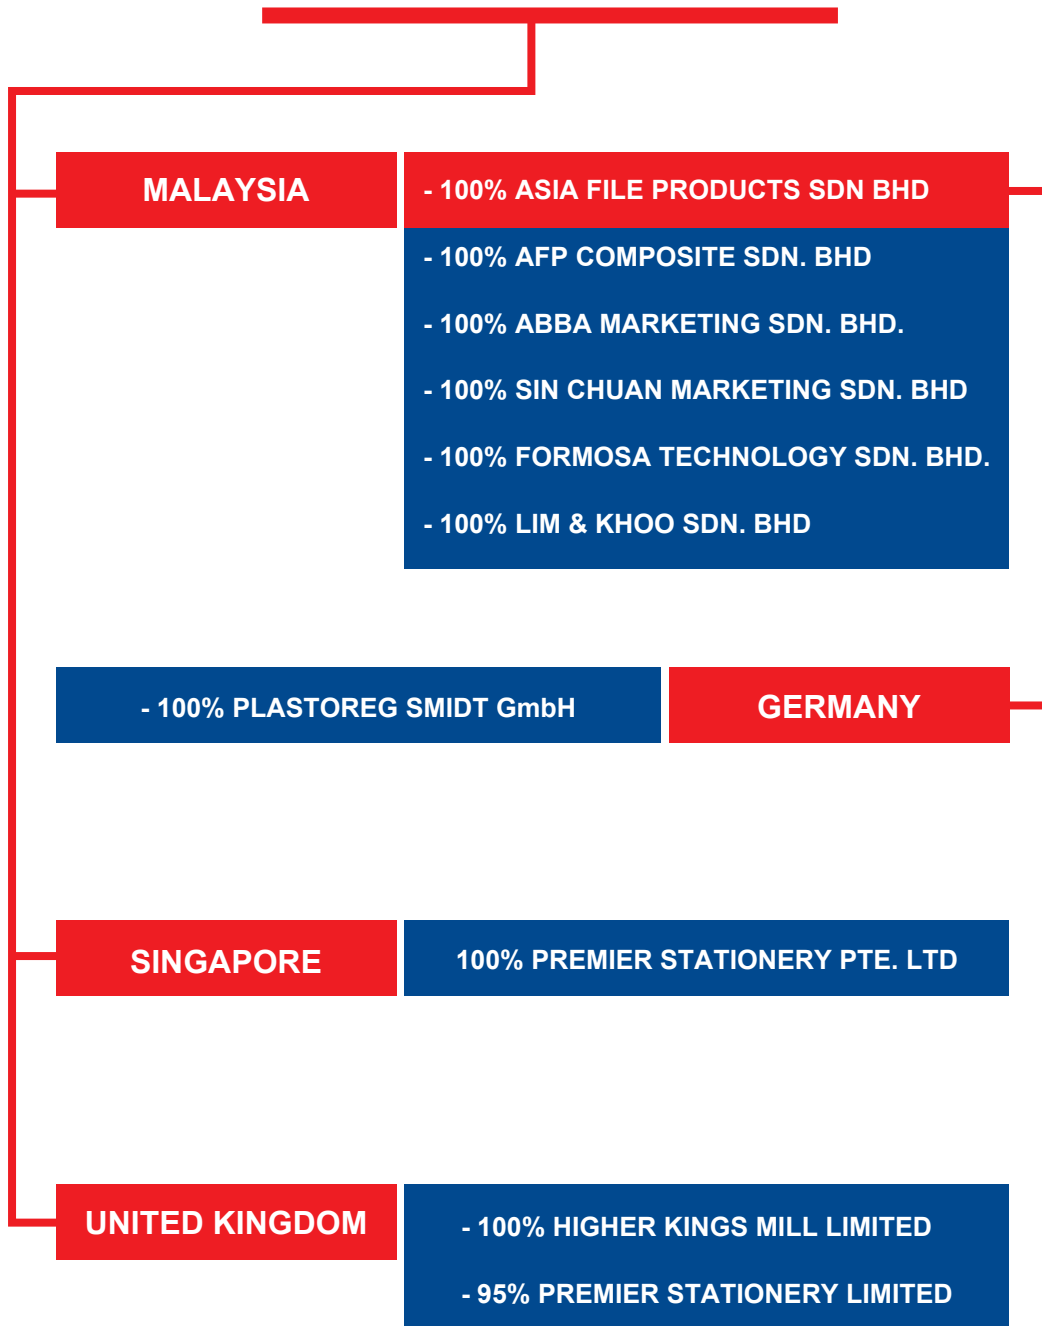 MALAYSIA
- 100% ASIA FILE PRODUCTS SDN BHD
- 100% AFP COMPOSITE SDN. BHD
- 100% ABBA MARKETING SDN. BHD.
- 100% SIN CHUAN MARKETING SDN. BHD
- 100% FORMOSA TECHNOLOGY SDN. BHD.
- 100% LIM & KHOO SDN. BHD
- 100% PLASTOREG SMIDT GmbH
GERMANY
SINGAPORE
100% PREMIER STATIONERY PTE. LTD
UNITED KINGDOM
- 100% HIGHER KINGS MILL LIMITED
- 95% PREMIER STATIONERY LIMITED